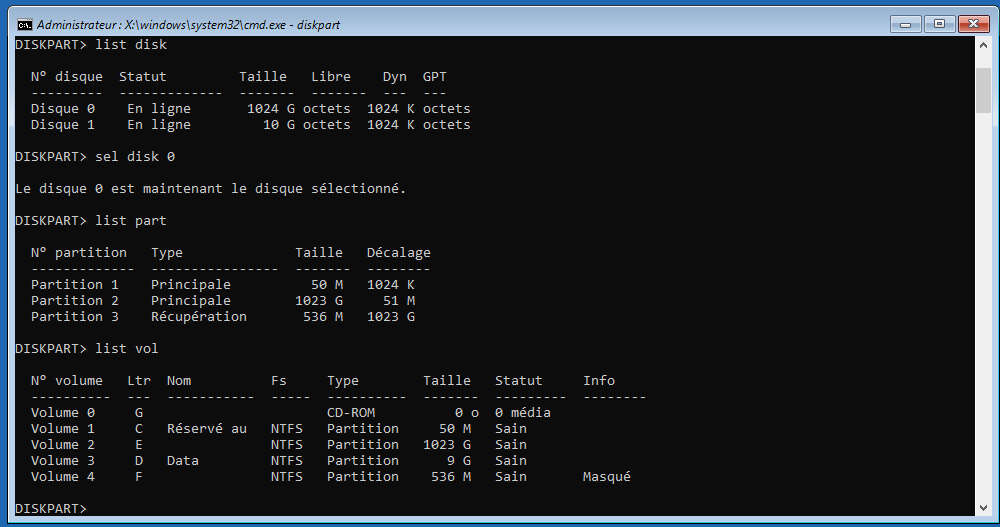 Administrateur : X:\windows\system32\cmd.exe - diskpart
DISKPART> list disk
N° disque  Statut         Taille   Libre    Dyn  GPT
---------  -------------  -------  -------  ---  ---
Disque 0    En ligne        1024 G octets  1024 K octets
Disque 1    En ligne          10 G octets  1024 K octets
DISKPART> sel disk 0
Le disque 0 est maintenant le disque sélectionné.
DISKPART> list part
N° partition   Type              Taille   Décalage
-------------  ----------------  -------  --------
Partition 1    Principale          50 M   1024 K
Partition 2    Principale        1023 G     51 M
Partition 3    Récupération       536 M   1023 G
DISKPART> list vol
N° volume   Ltr  Nom          Fs     Type        Taille   Statut     Info
----------  ---  -----------  -----  ----------  -------  ---------  --------
Volume 0     G                       CD-ROM          0 o  0 média
Volume 1     C   Réservé au   NTFS   Partition     50 M   Sain
Volume 2     E                NTFS   Partition   1023 G   Sain
Volume 3     D   Data         NTFS   Partition      9 G   Sain
Volume 4     F                NTFS   Partition    536 M   Sain       Masqué
DISKPART>